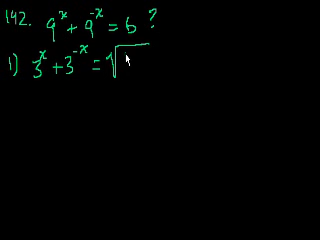 142. 9^x + 9^-x = 6 ?
1) 3^x + 3^-x = √